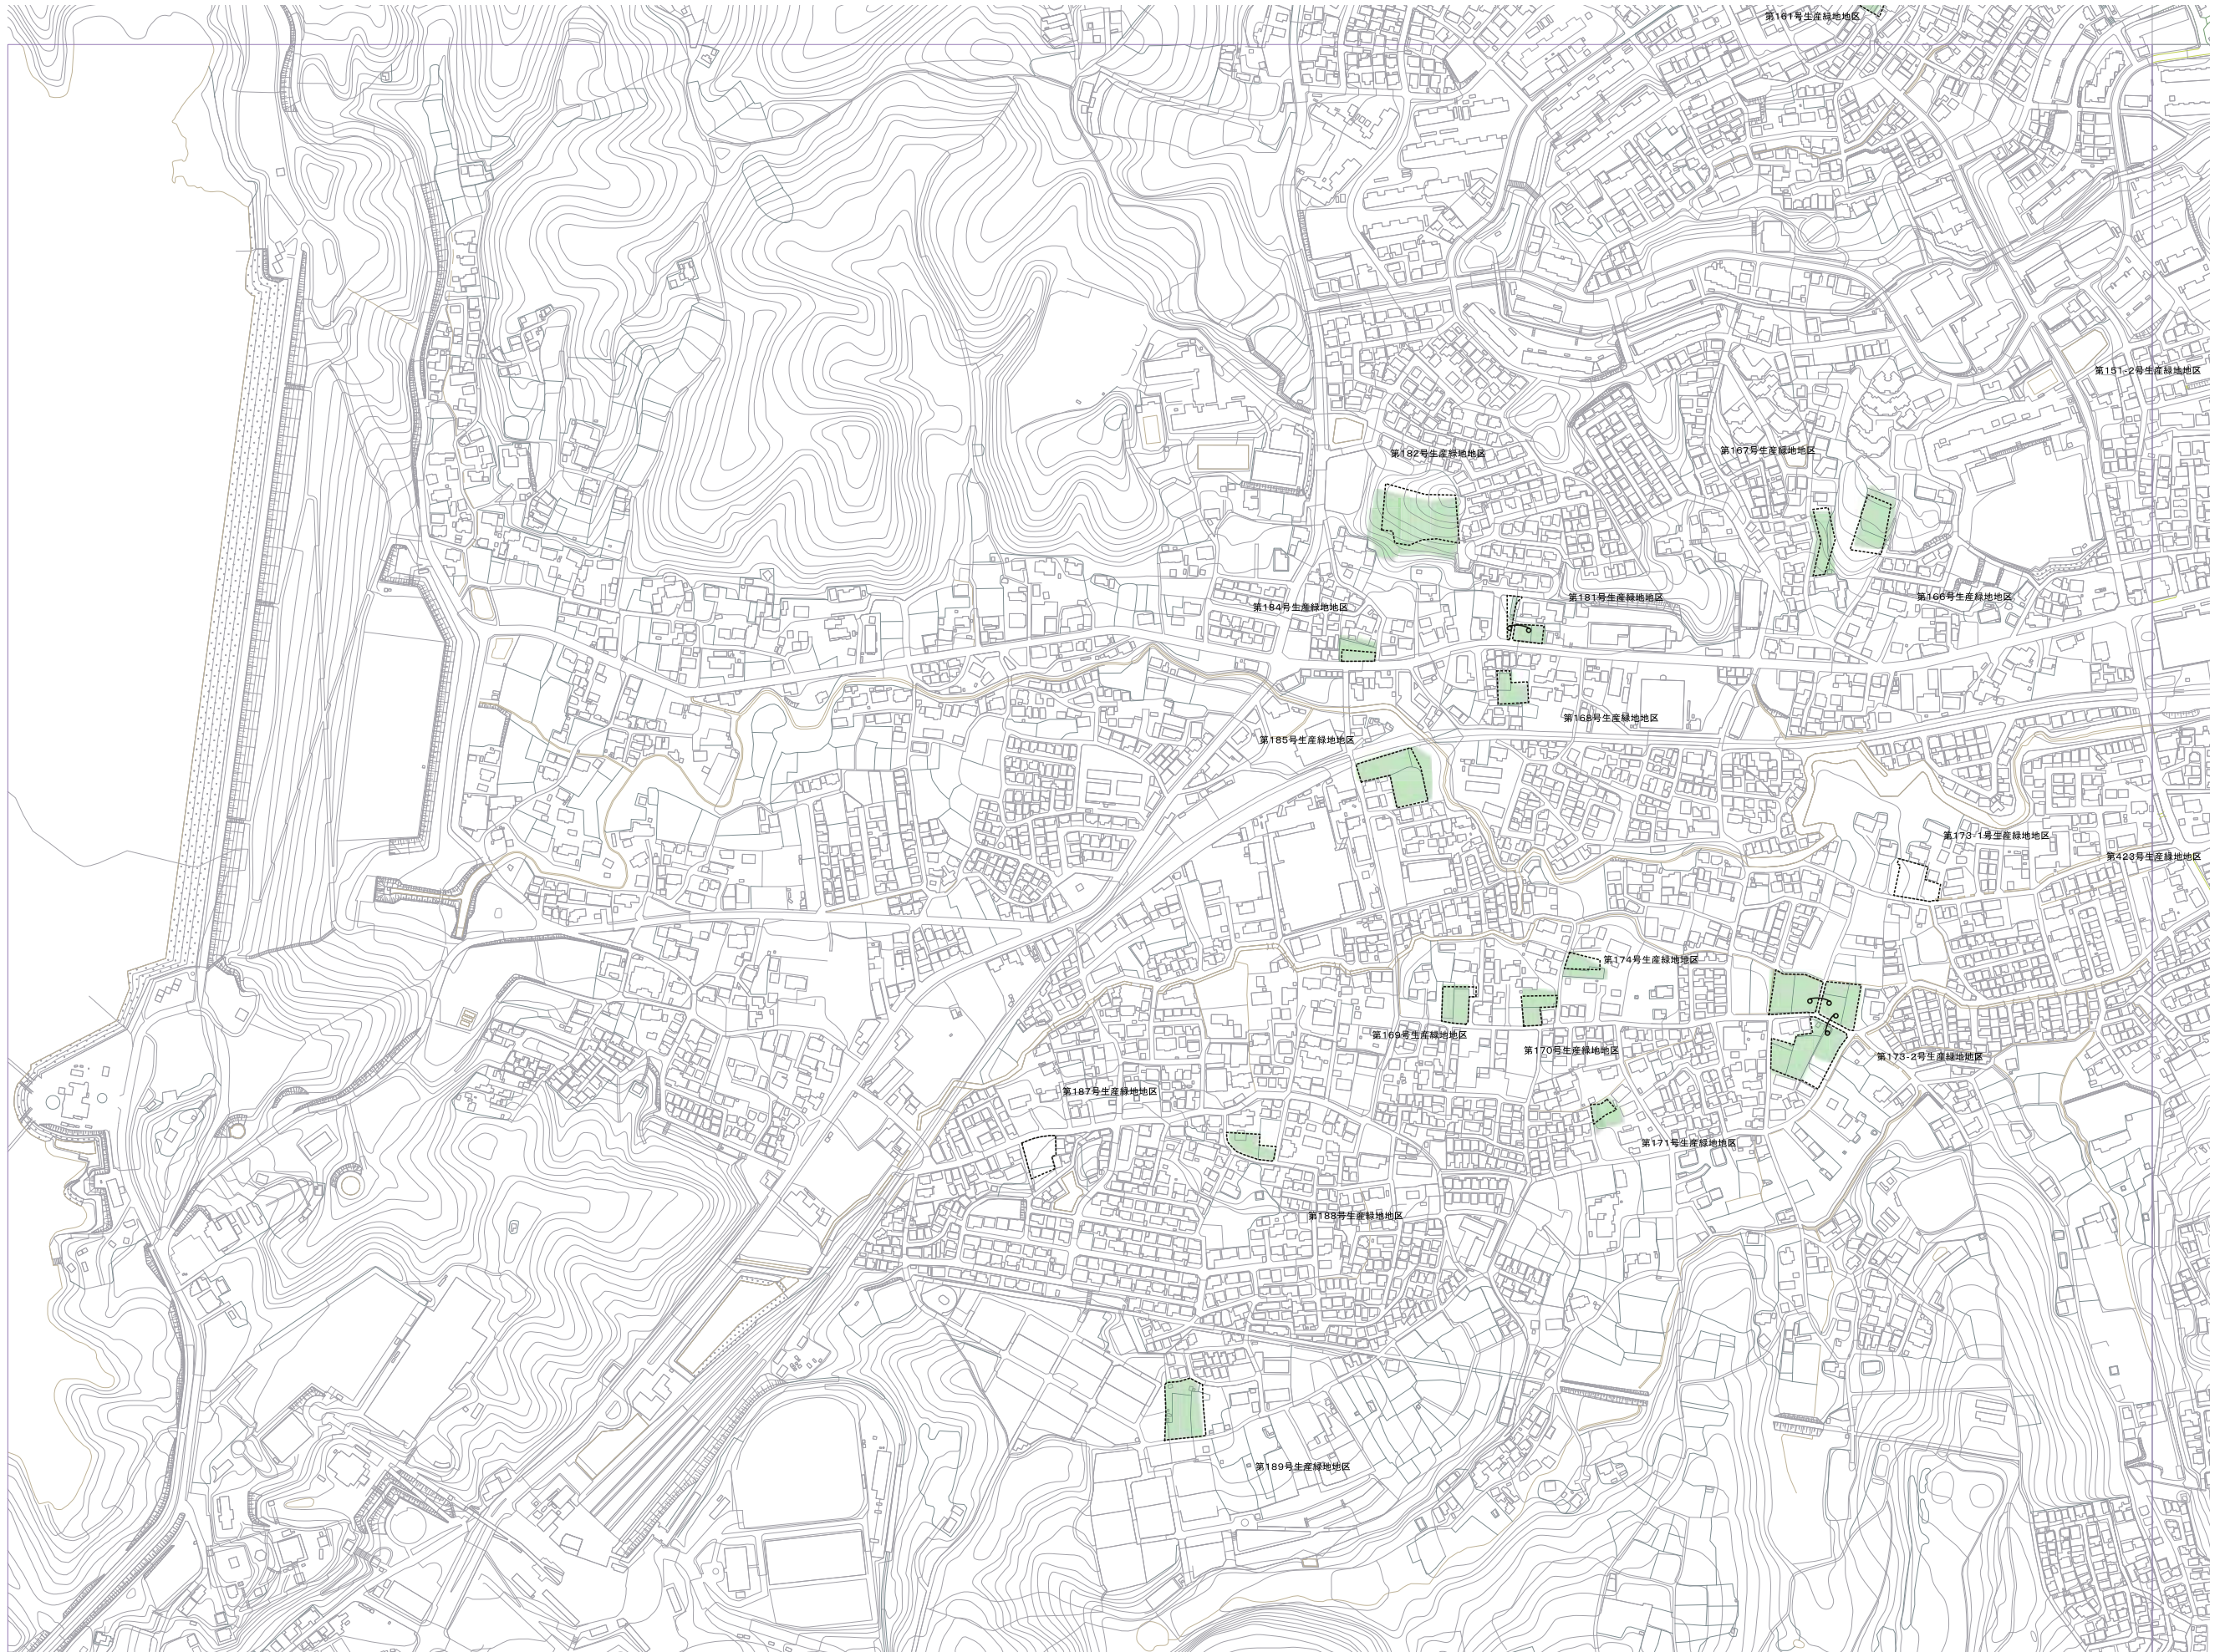 第161号生産緑地地区
第151-2号生産緑地地区
第182号生産緑地地区
第167号生産緑地地区
第184号生産緑地地区
第181号生産緑地地区
第166号生産緑地地区
第168号生産緑地地区
第185号生産緑地地区
第173-1号生産緑地地区
第423号生産緑地地区
第174号生産緑地地区
第169号生産緑地地区
第170号生産緑地地区
第173-2号生産緑地地区
第187号生産緑地地区
第171号生産緑地地区
第188号生産緑地地区
第189号生産緑地地区